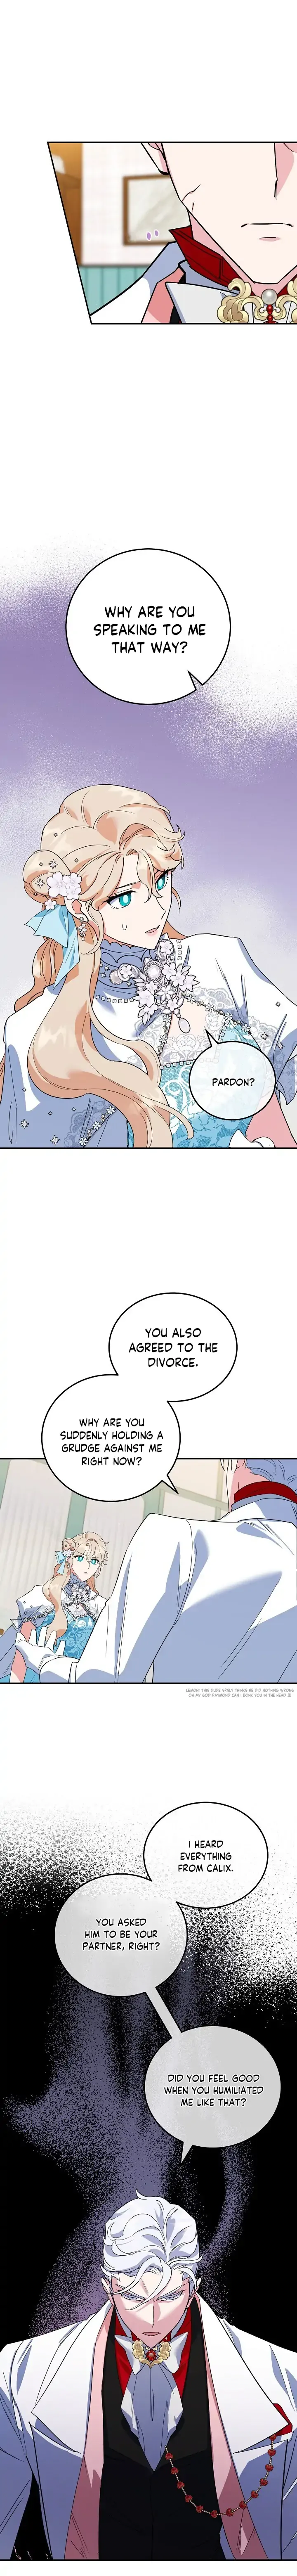 WHY ARE YOU
SPEAKING TO ME
THAT WAY?
PARDON?
YOU ALSO
AGREED TO THE
DIVORCE.
WHY ARE YOU
SUDDENLY HOLDING A
GRUDGE AGAINST ME
RIGHT NOW?
I HEARD
EVERYTHING
FROM CALIX.
YOU ASKED
HIM TO BE YOUR
PARTNER, RIGHT?
DID YOU FEEL GOOD
WHEN YOU HUMILIATED
ME LIKE THAT?